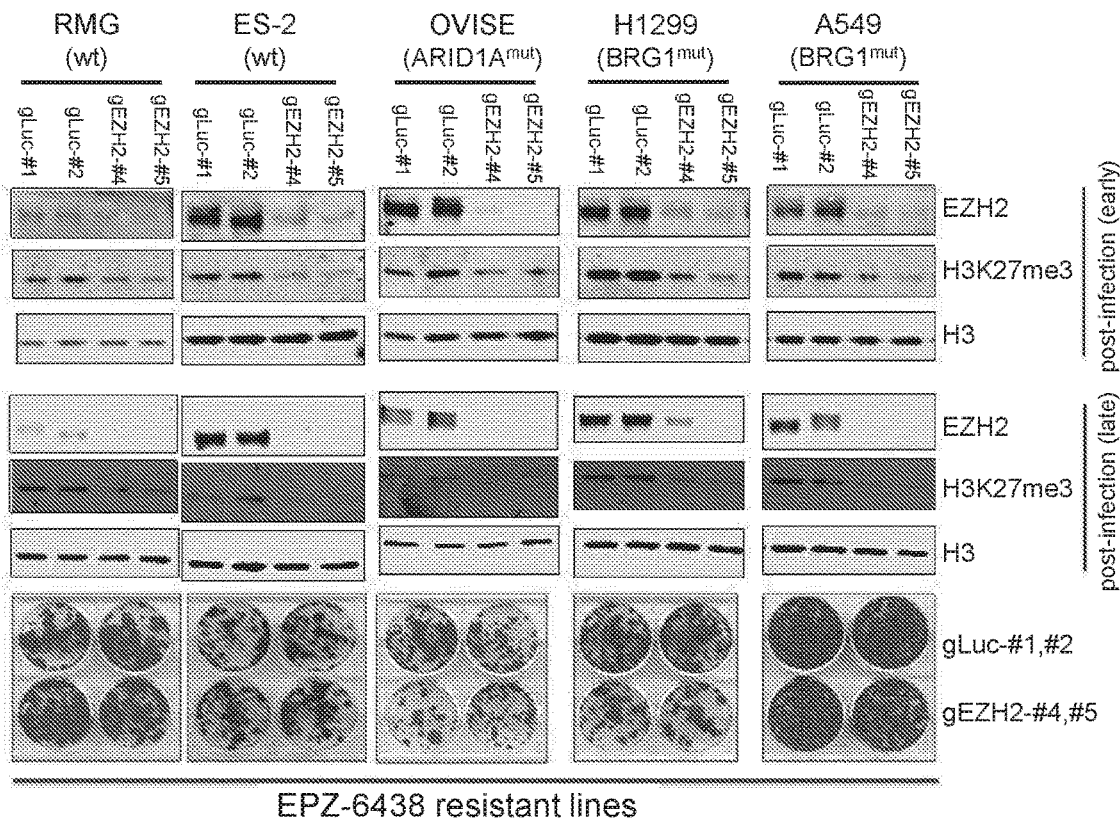 RMG ES-2 OVISE H1299 A549
(wt) (wt) (ARID1A^mut) (BRG1^mut) (BRG1^mut)
gLuc-#1 gLuc-#2 gEZH2-#4 gEZH2-#5 gLuc-#1 gLuc-#2 gEZH2-#4 gEZH2-#5 gLuc-#1 gLuc-#2 gEZH2-#4 gEZH2-#5 gLuc-#1 gLuc-#2 gEZH2-#4 gEZH2-#5 gLuc-#1 gLuc-#2 gEZH2-#4 gEZH2-#5
EZH2
H3K27me3
H3
post-infection (early)
EZH2
H3K27me3
H3
post-infection (late)
gLuc-#1,#2
gEZH2-#4,#5
EPZ-6438 resistant lines